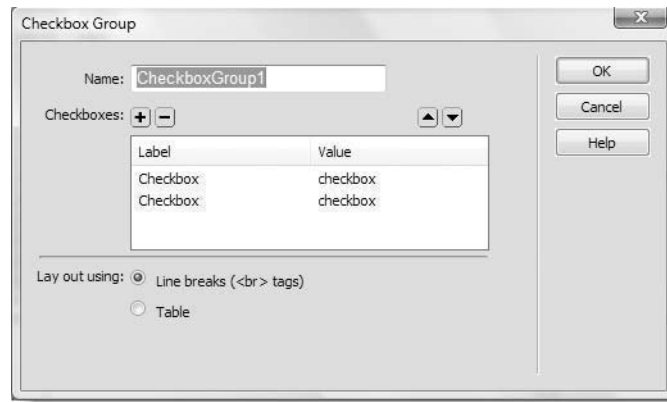 Checkbox Group
Name: CheckboxGroup1
OK
Checkboxes:
Cancel
Help
Label Value
Checkbox checkbox
Checkbox checkbox
Lay out using: Line breaks (<br> tags)
Table